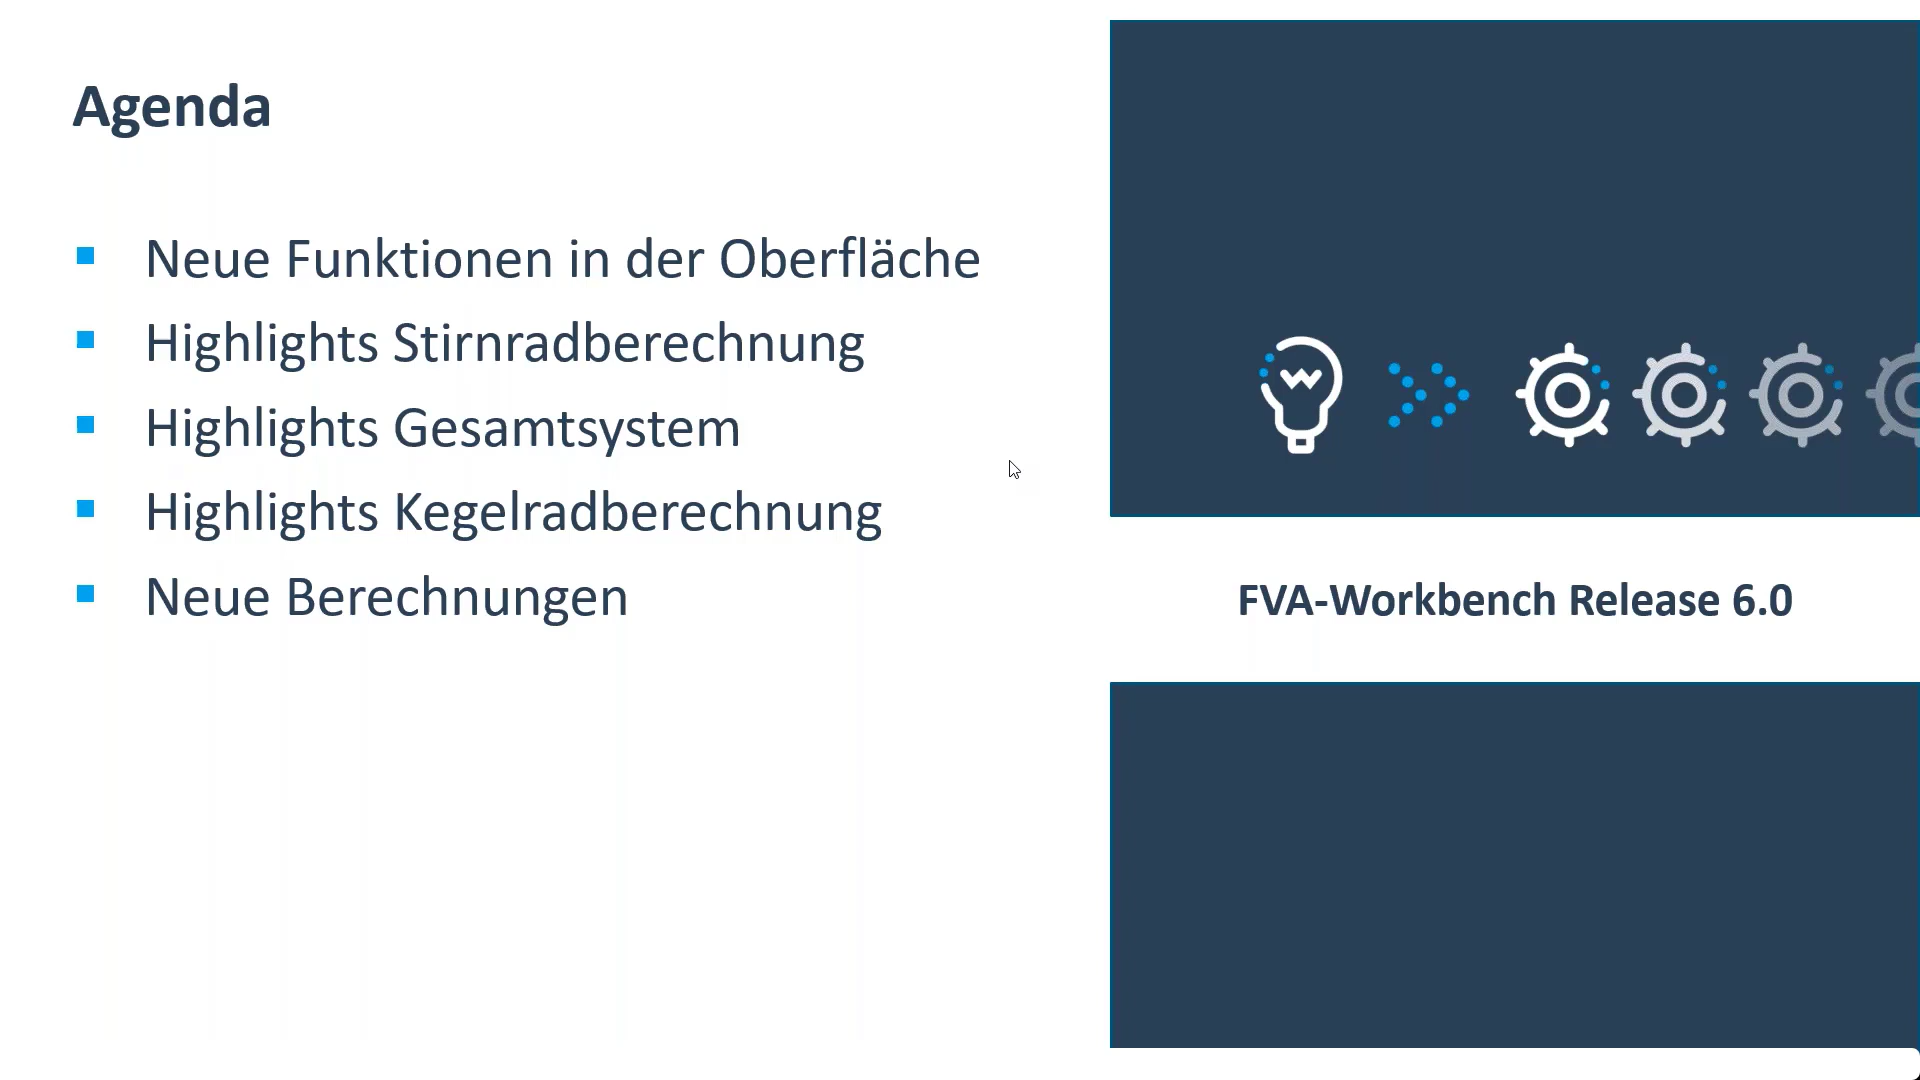 Agenda
Neue Funktionen in der Oberfläche
Highlights Stirnradberechnung
Highlights Gesamtsystem
Highlights Kegelradberechnung
Neue Berechnungen
FVA-Workbench Release 6.0